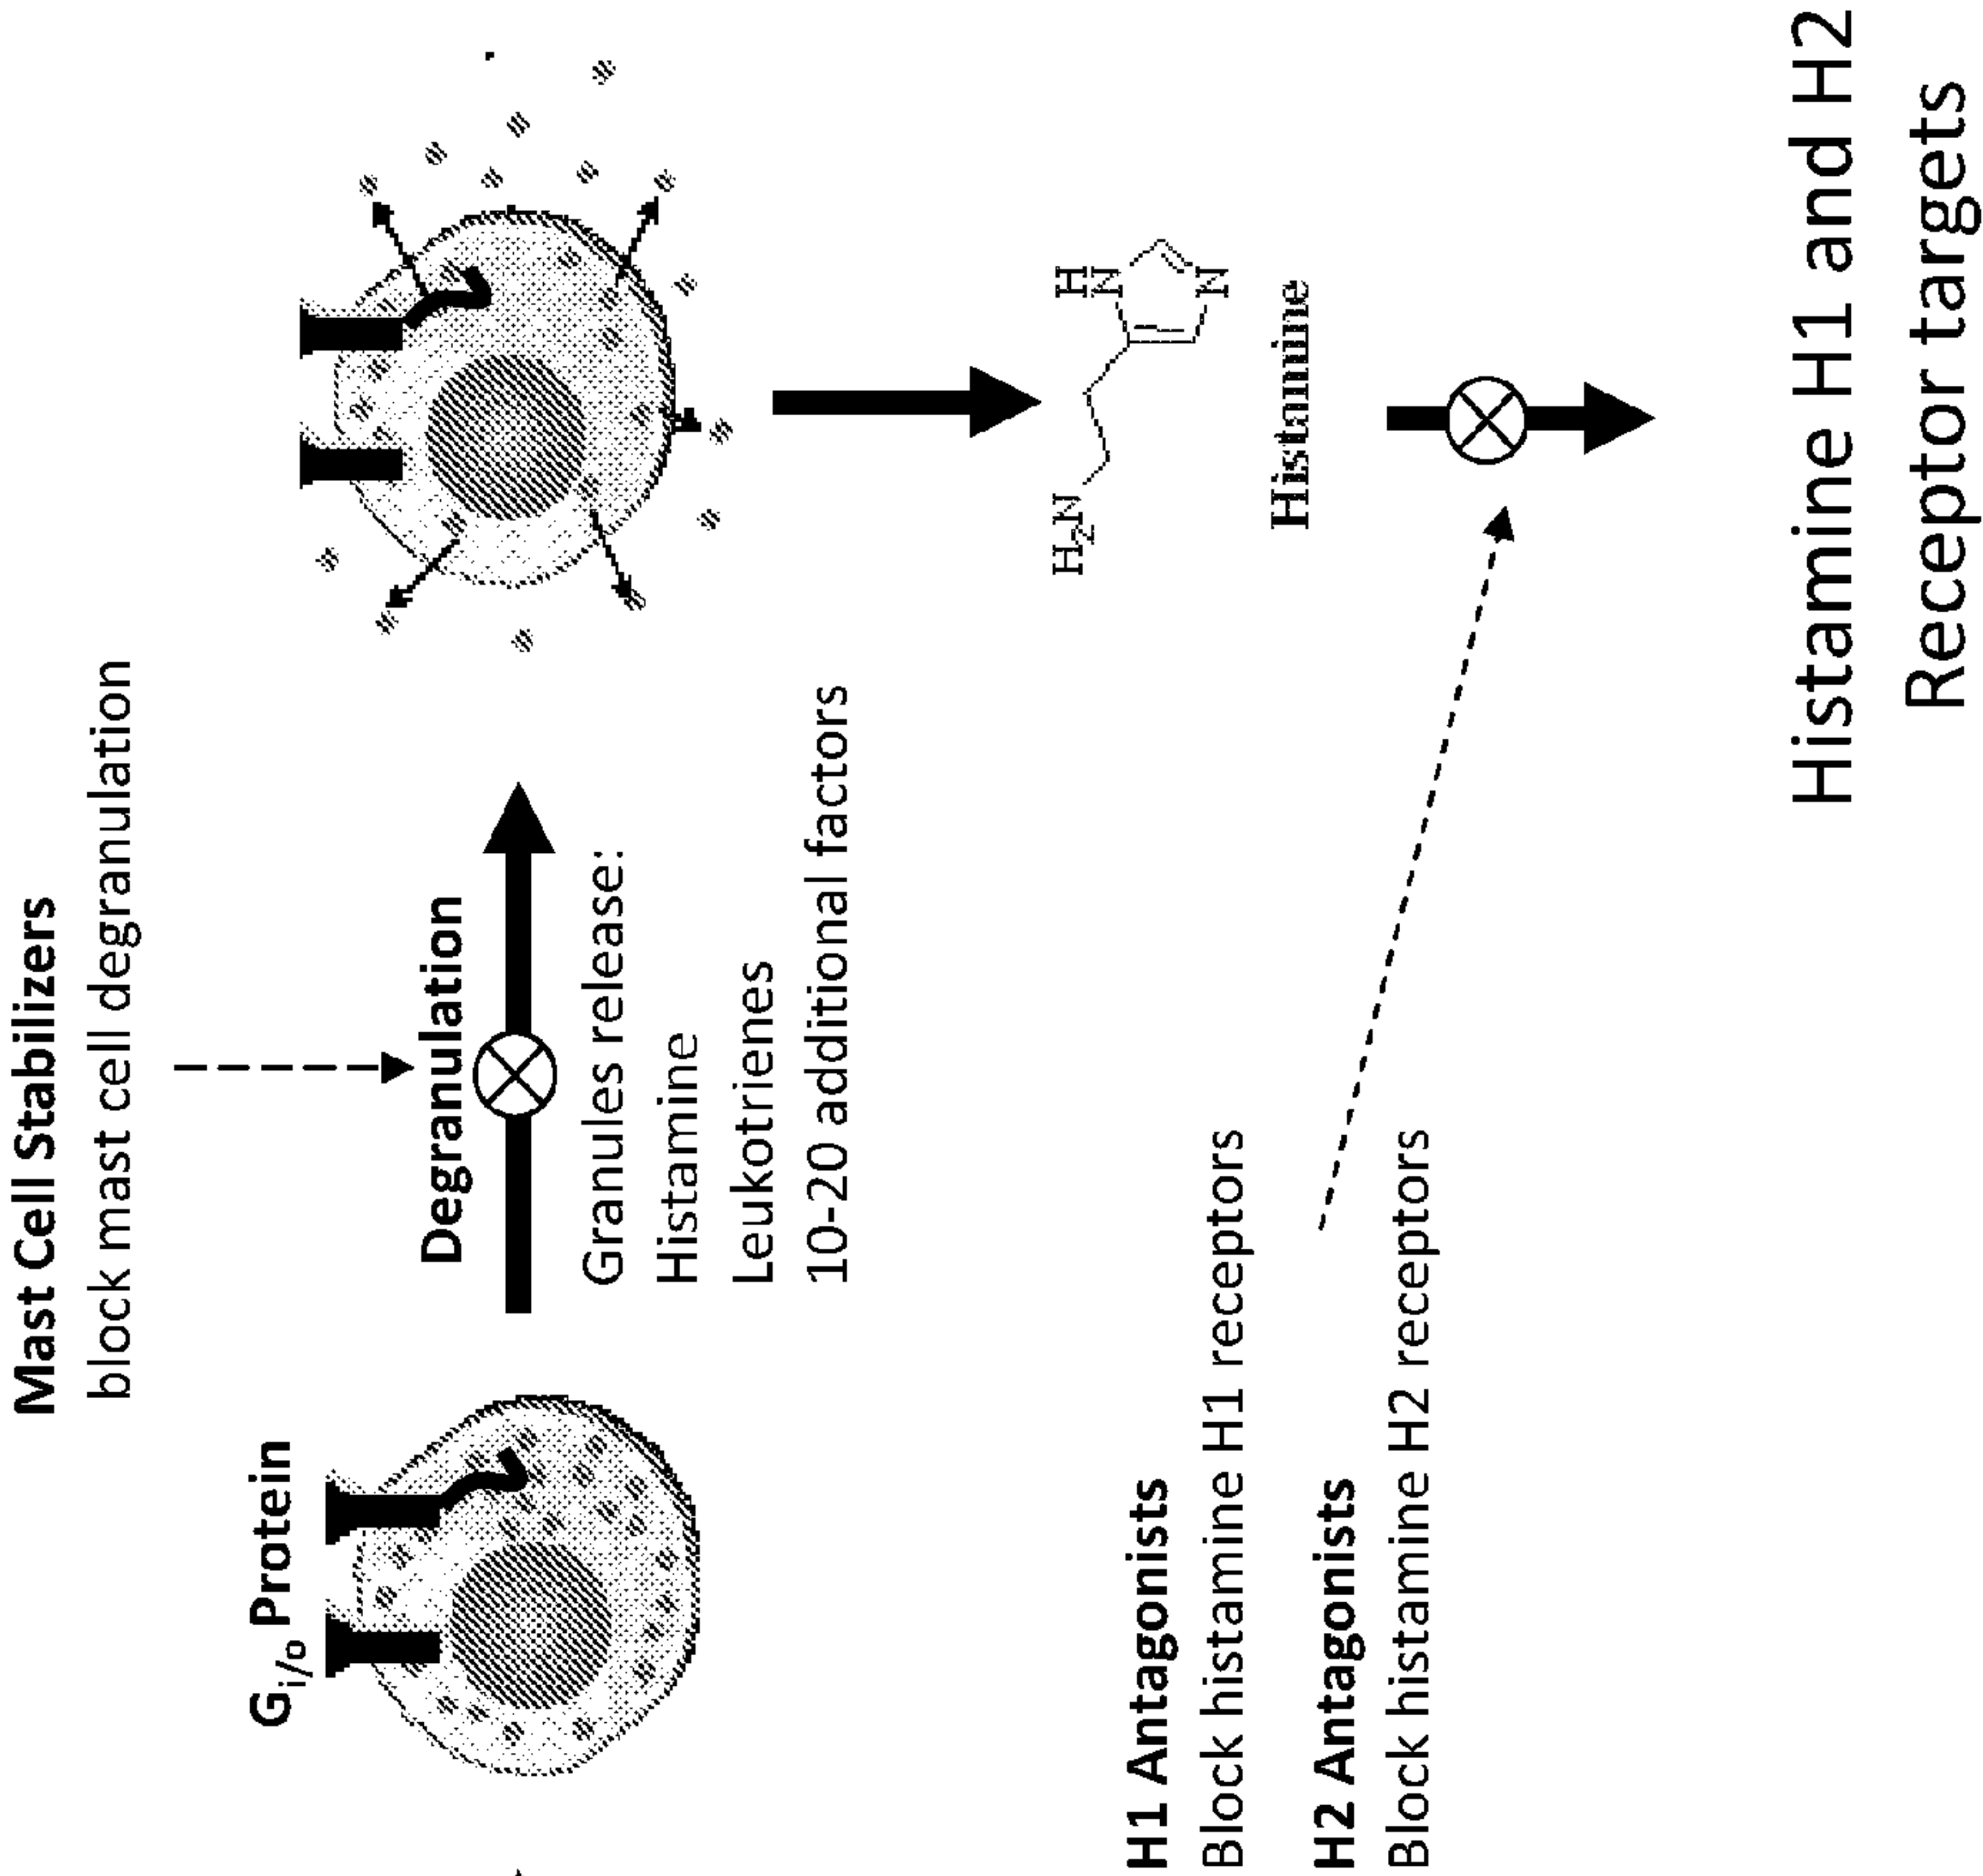 Mast Cell Stabilizers
block mast cell degranulation
G_{i/o} Protein
Degranulation
Granules release:
Histamine
Leukotrienes
10-20 additional factors
H1 Antagonists
Block histamine H1 receptors
H2 Antagonists
Block histamine H2 receptors
H₂N
H
N
N
Histamine
Histamine H1 and H2
Receptor targets